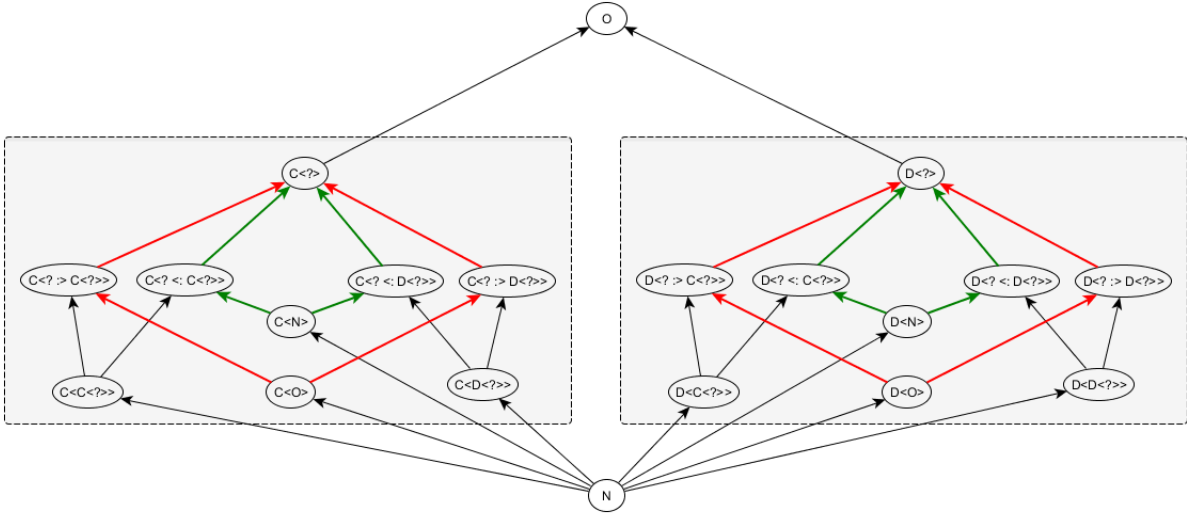 O
C<?>
D<?>
C<? :> C<?>>
C<? <: C<?>>
C<? <: D<?>>
C<? :> D<?>>
D<? :> C<?>>
D<? <: C<?>>
D<? <: D<?>>
D<? :> D<?>>
C<N>
D<N>
C<C<?>>
C<O>
C<D<?>>
D<C<?>>
D<O>
D<D<?>>
N